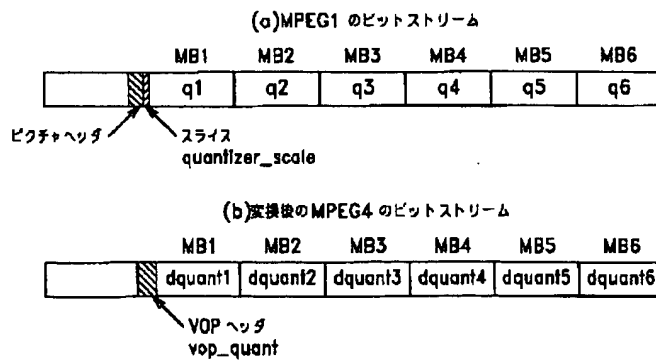 (a)MPEG1 のビットストリーム
MB1 MB2 MB3 MB4 MB5 MB6
q1 q2 q3 q4 q5 q6
ピクチャヘッダ スライス
quantizer_scale
(b)変換後のMPEG4 のビットストリーム
MB1 MB2 MB3 MB4 MB5 MB6
dquant1 dquant2 dquant3 dquant4 dquant5 dquant6
VOP ヘッダ
vop_quant